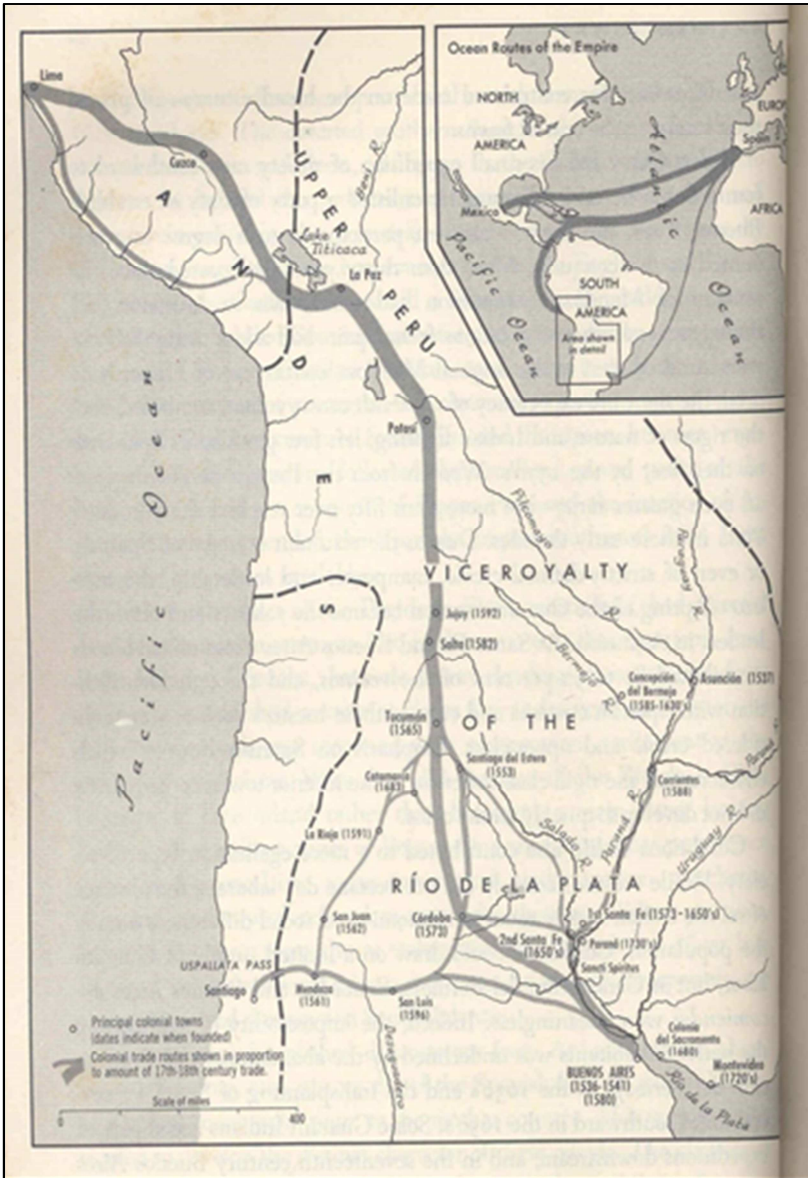 Ocean Routes of the Empire
NORTH
AMERICA
EURO
Spain
Atlantic
Ocean
Mexico
AFRICA
Pacific
Ocean
SOUTH
AMERICA
Area shown
in detail
Lima
Cuzco
ANDES
UPPER
PERU
Lake
Titicaca
La Paz
Potosí
Pilcomayo
Pacific Ocean
VICEROYALTY
Jujuy (1592)
Salta (1582)
Bermejo
Concepción
del Bermejo
(1585-1630's)
Asunción (1537)
Tucumán
(1565)
OF THE
Santiago del Estero
(1553)
Catamarca
(1683)
Corrientes
(1588)
La Rioja (1591)
Salado R.
Paraná R.
Uruguay R.
RÍO DE LA PLATA
San Juan
(1562)
Córdoba
(1573)
1st Santa Fe (1573-1650's)
2nd Santa Fe
(1650's)
Paraná (1730's)
Sancti Spiritus
USPALLATA PASS
Santiago
Mendoza
(1561)
San Luis
(1596)
Desaguadero
Colonia
del Sacramento
(1680)
Montevideo
(1720's)
BUENOS AIRES
(1536-1541)
(1580)
Río de la Plata
Principal colonial towns
(dates indicate when founded)
Colonial trade routes shown in proportion
to amount of 17th-18th century trade.
Scale of miles
0 400